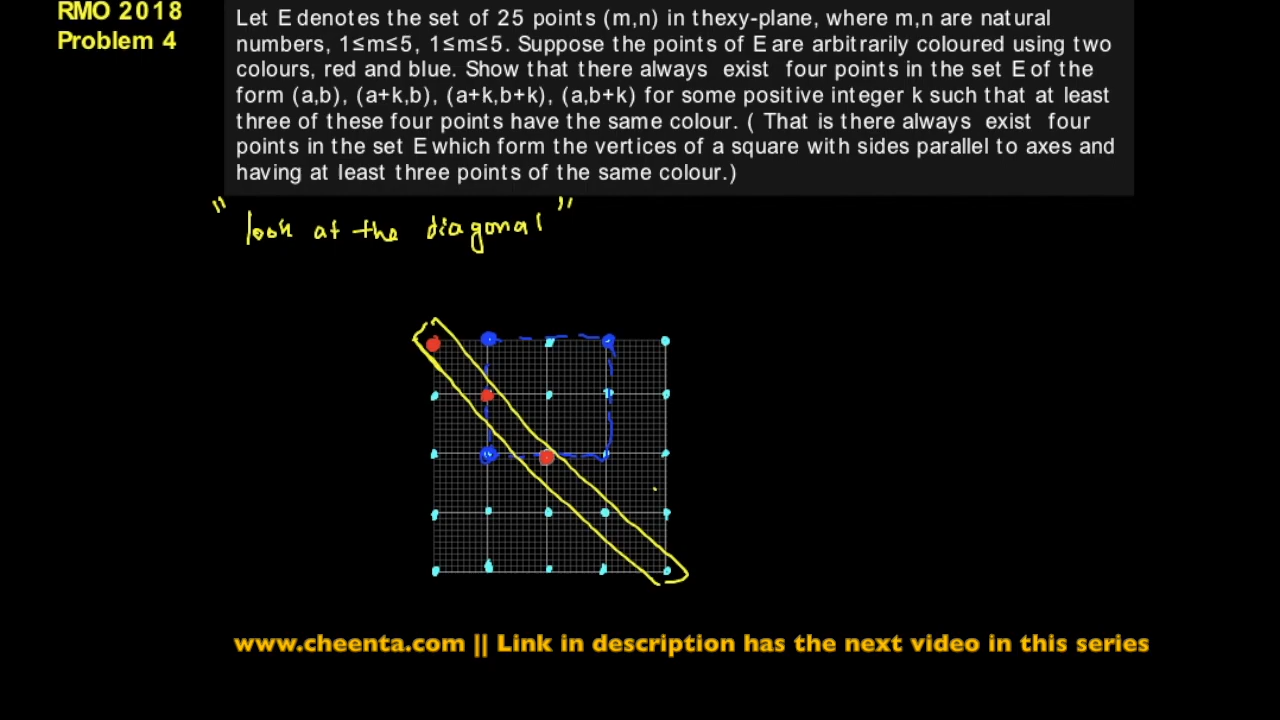 RMO 2018
Problem 4
Let E denotes the set of 25 points (m,n) in thexy-plane, where m,n are natural
numbers, 1≤m≤5, 1≤m≤5. Suppose the points of E are arbitrarily coloured using two
colours, red and blue. Show that there always exist four points in the set E of the
form (a,b), (a+k,b), (a+k,b+k), (a,b+k) for some positive integer k such that at least
three of these four points have the same colour. ( That is there always exist four
points in the set E which form the vertices of a square with sides parallel to axes and
having at least three points of the same colour.)
"look at the diagonal"
www.cheenta.com || Link in description has the next video in this series